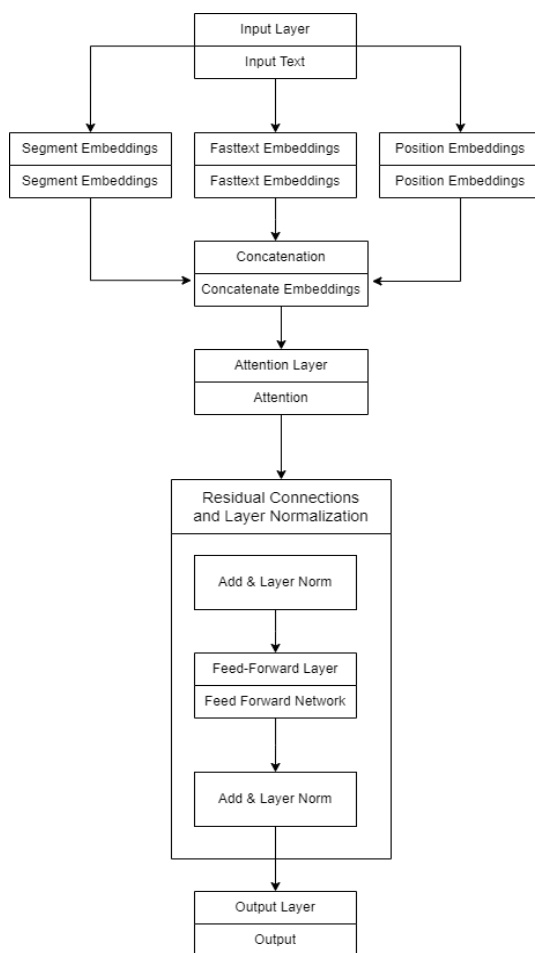 Input Layer
Input Text
Segment Embeddings
Fasttext Embeddings
Position Embeddings
Segment Embeddings
Fasttext Embeddings
Position Embeddings
Concatenation
Concatenate Embeddings
Attention Layer
Attention
Residual Connections
and Layer Normalization
Add & Layer Norm
Feed-Forward Layer
Feed Forward Network
Add & Layer Norm
Output Layer
Output